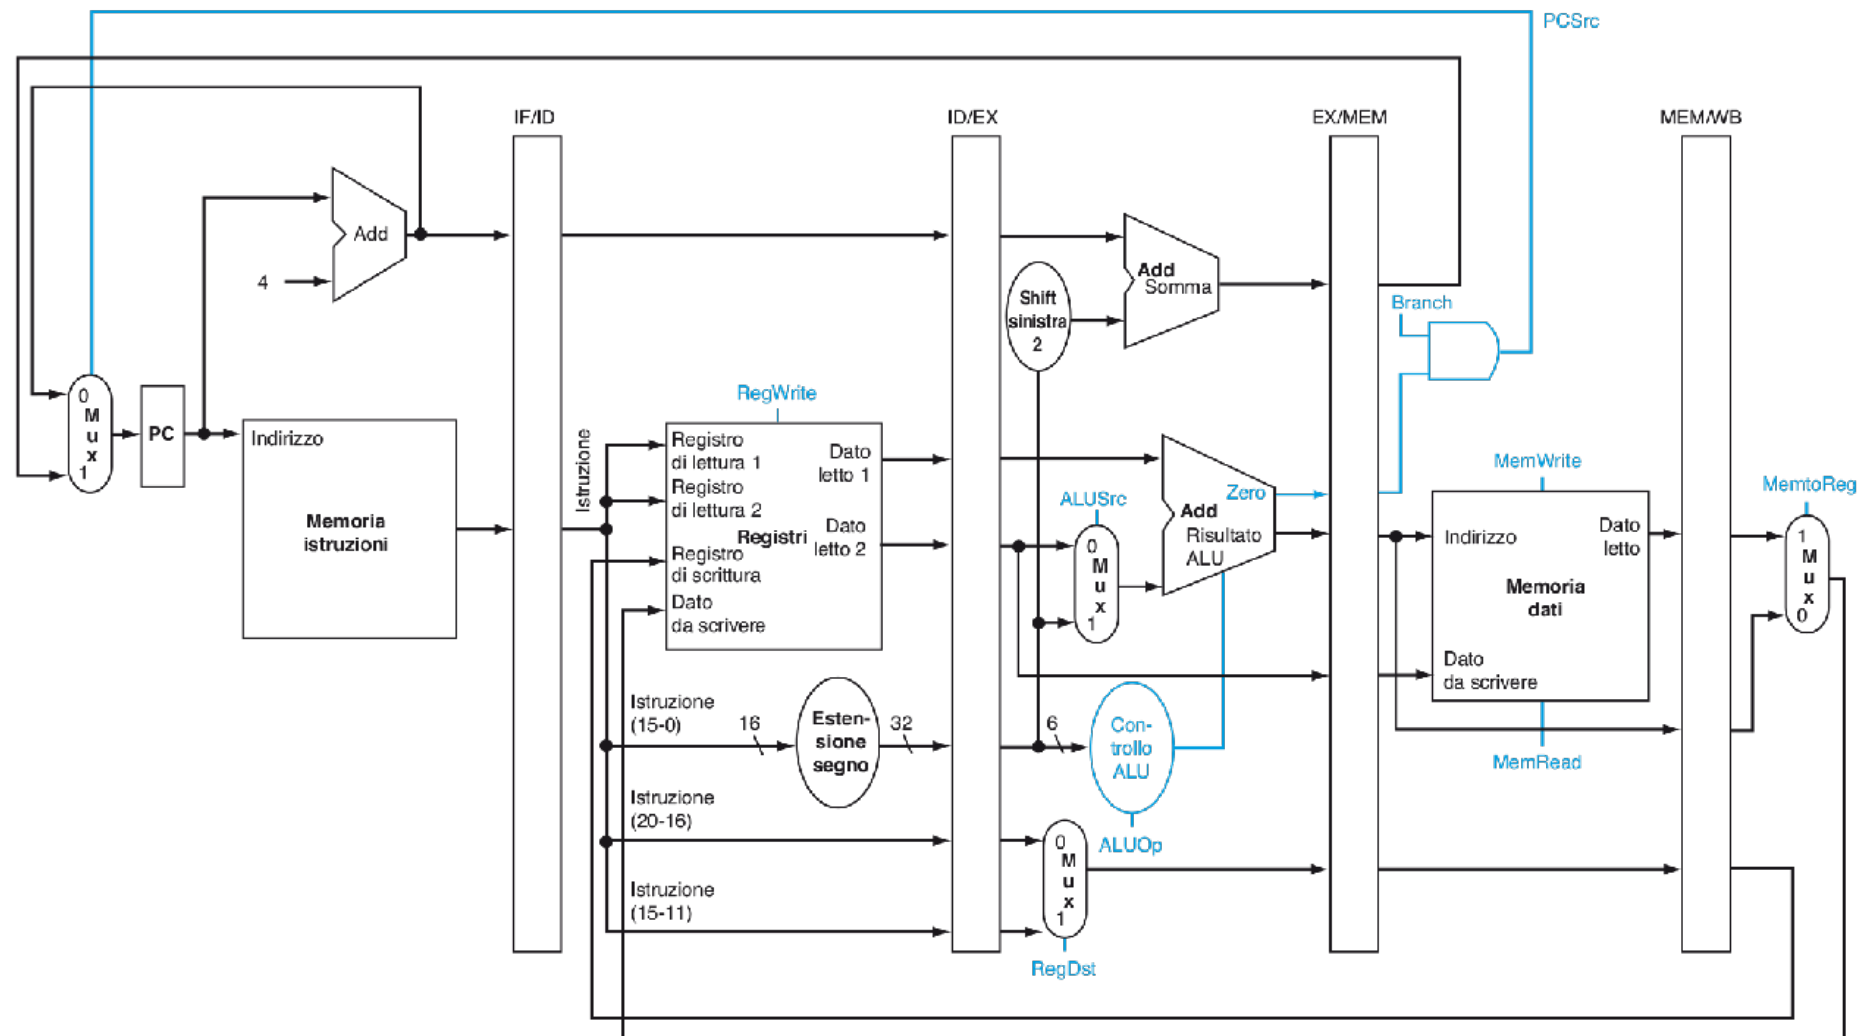 PCSrc
IF/ID
ID/EX
EX/MEM
MEM/WB
Add
4
Add
Somma
Shift
sinistra
2
Branch
0
M
u
x
1
PC
Indirizzo
Memoria
istruzioni
Istruzione
RegWrite
Registro
di lettura 1
Registro
di lettura 2
Registro
di scrittura
Dato
da scrivere
Registri
Dato
letto 1
Dato
letto 2
ALUSrc
0
M
u
x
1
Zero
Add
Risultato
ALU
MemWrite
Indirizzo
Dato
letto
Memoria
dati
Dato
da scrivere
MemRead
MemtoReg
1
M
u
x
0
Istruzione
(15-0)
16
Esten-
sione
segno
32
6
Con-
trollo
ALU
ALUOp
Istruzione
(20-16)
Istruzione
(15-11)
0
M
u
x
1
RegDst